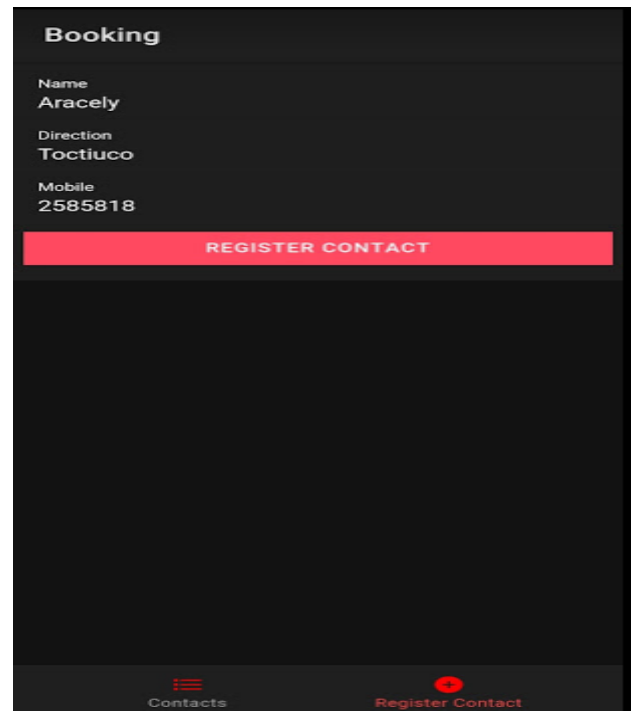 Booking
Name
Aracely
Direction
Toctiuco
Mobile
2585818
REGISTER CONTACT
Contacts
Register Contact